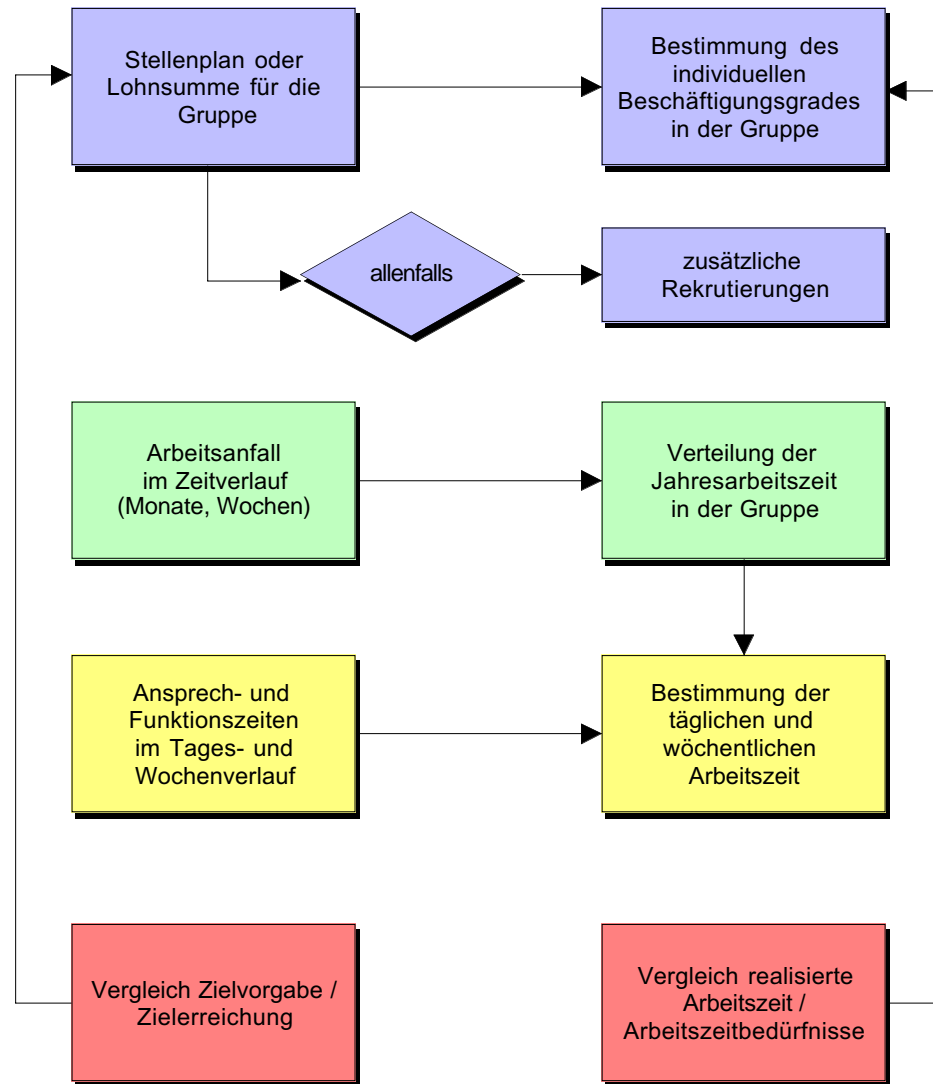 Stellenplan oder
Lohnsumme für die
Gruppe
Bestimmung des
individuellen
Beschäftigungsgrades
in der Gruppe
allenfalls
zusätzliche
Rekrutierungen
Arbeitsanfall
im Zeitverlauf
(Monate, Wochen)
Verteilung der
Jahresarbeitszeit
in der Gruppe
Ansprech- und
Funktionszeiten
im Tages- und
Wochenverlauf
Bestimmung der
täglichen und
wöchentlichen
Arbeitszeit
Vergleich Zielvorgabe /
Zielerreichung
Vergleich realisierte
Arbeitszeit /
Arbeitszeitbedürfnisse